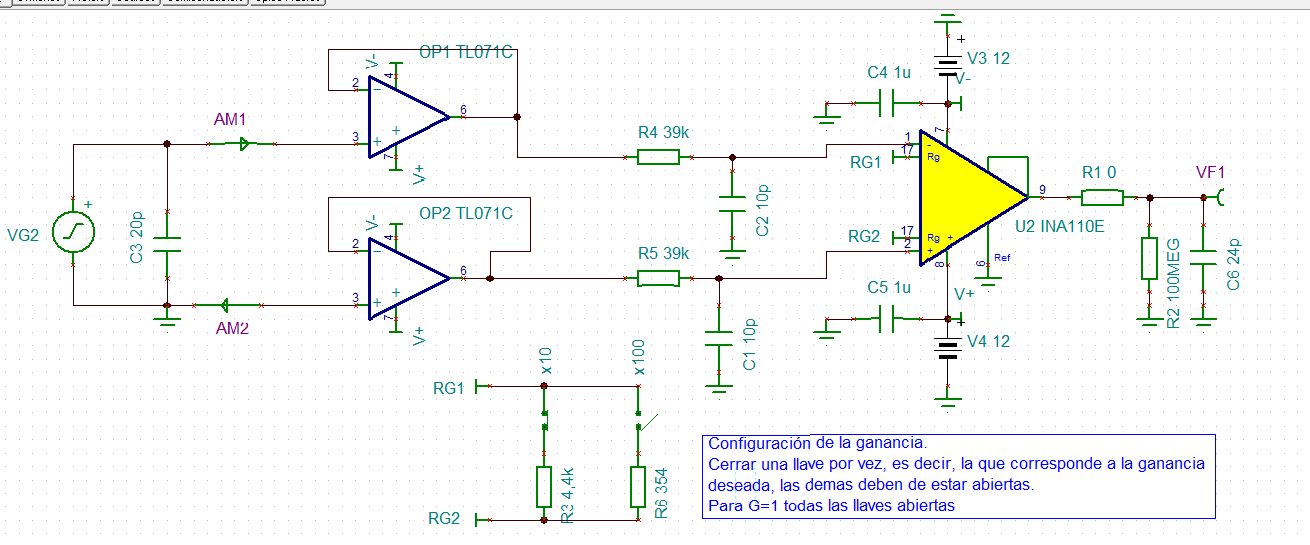 OP1 TL071C
V-
4
2
6
3
7
V+
AM1
C3 20p
VG2
+
AM2
OP2 TL071C
V-
4
2
6
3
7
V+
R4 39k
C2 10p
R5 39k
C1 10p
V3 12
+
V-
C4 1u
7
1
17
Rg
RG1
RG2
17
Rg
2
8
6
Ref
9
U2 INA110E
C5 1u
V+
+
V4 12
R1 0
VF1
R2 100MEG
C6 24p
x10
x100
RG1
R3 4,4k
R6 354
RG2
Configuración de la ganancia.
Cerrar una llave por vez, es decir, la que corresponde a la ganancia
deseada, las demas deben de estar abiertas.
Para G=1 todas las llaves abiertas